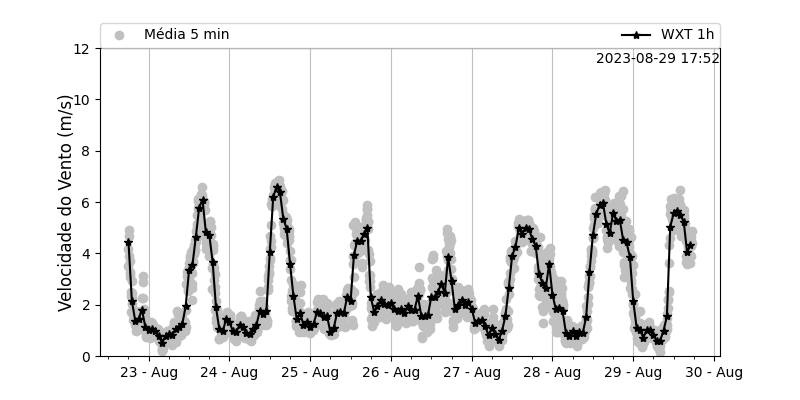 Média 5 min
WXT 1h
2023-08-29 17:52
Velocidade do Vento (m/s)
12
10
8
6
4
2
0
23 - Aug
24 - Aug
25 - Aug
26 - Aug
27 - Aug
28 - Aug
29 - Aug
30 - Aug